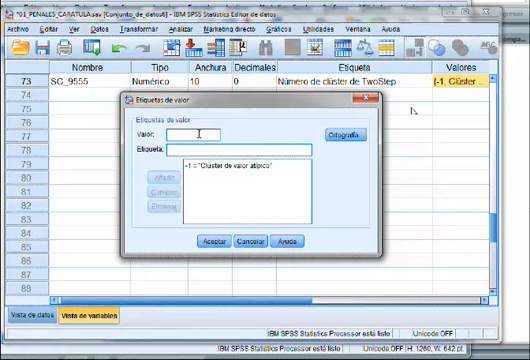 *01_PENALES_CARATULA.sav [Conjunto_de_datos6] - IBM SPSS Statistics Editor de datos
Archivo Editar Ver Datos Transformar Analizar Marketing directo Gráficos Utilidades Ventana Ayuda
Nombre Tipo Anchura Decimales Etiqueta Valores
73 SC_9555 Numérico 10 0 Número de clúster de TwoStep {-1, Clúster ...
74
75
76
77
78
79
80
81
82
83
84
85
86
87
88
Etiquetas de valor
Etiquetas de valor
Valor:
Ortografía...
Etiqueta:
-1 = "Clúster de valor atípico"
Añadir
Cambiar
Eliminar
Aceptar Cancelar Ayuda
Vista de datos Vista de variables
IBM SPSS Statistics Processor está listo Unicode OFF
IBM SPSS Statistics Processor está listo Unicode OFF H: 1260, W: 642 pt.